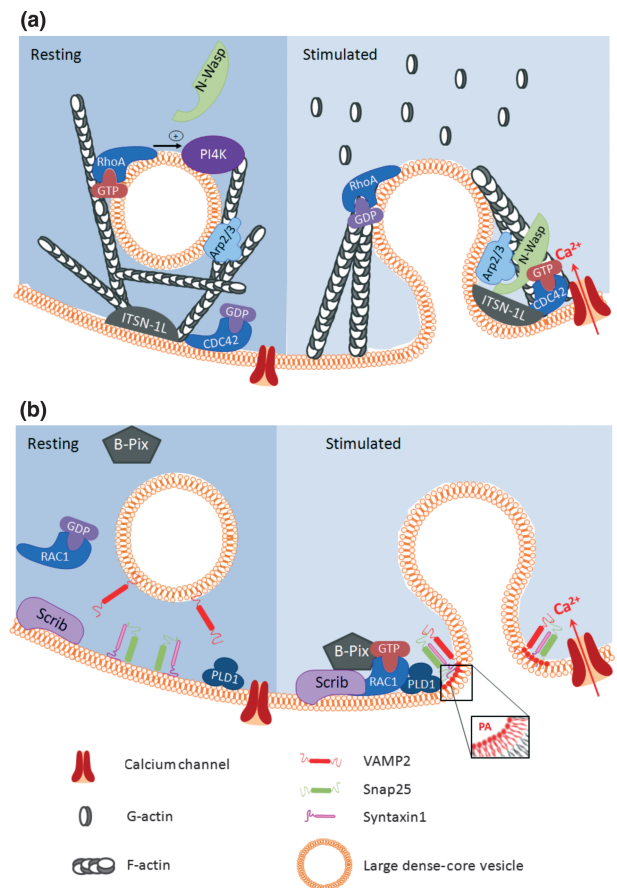 (a)
Resting
Stimulated
N-Wasp
RhoA
+
PI4K
GTP
Arp2/3
ITSN-1L
GDP
CDC42
RhoA
GDP
Arp2/3
N-Wasp
GTP
Ca2+
CDC42
ITSN-1L
(b)
Resting
Stimulated
B-Pix
GDP
RAC1
Scrib
PLD1
B-Pix
GTP
Scrib
RAC1
PLD1
Ca2+
PA
Calcium channel
VAMP2
G-actin
Snap25
Syntaxin1
F-actin
Large dense-core vesicle